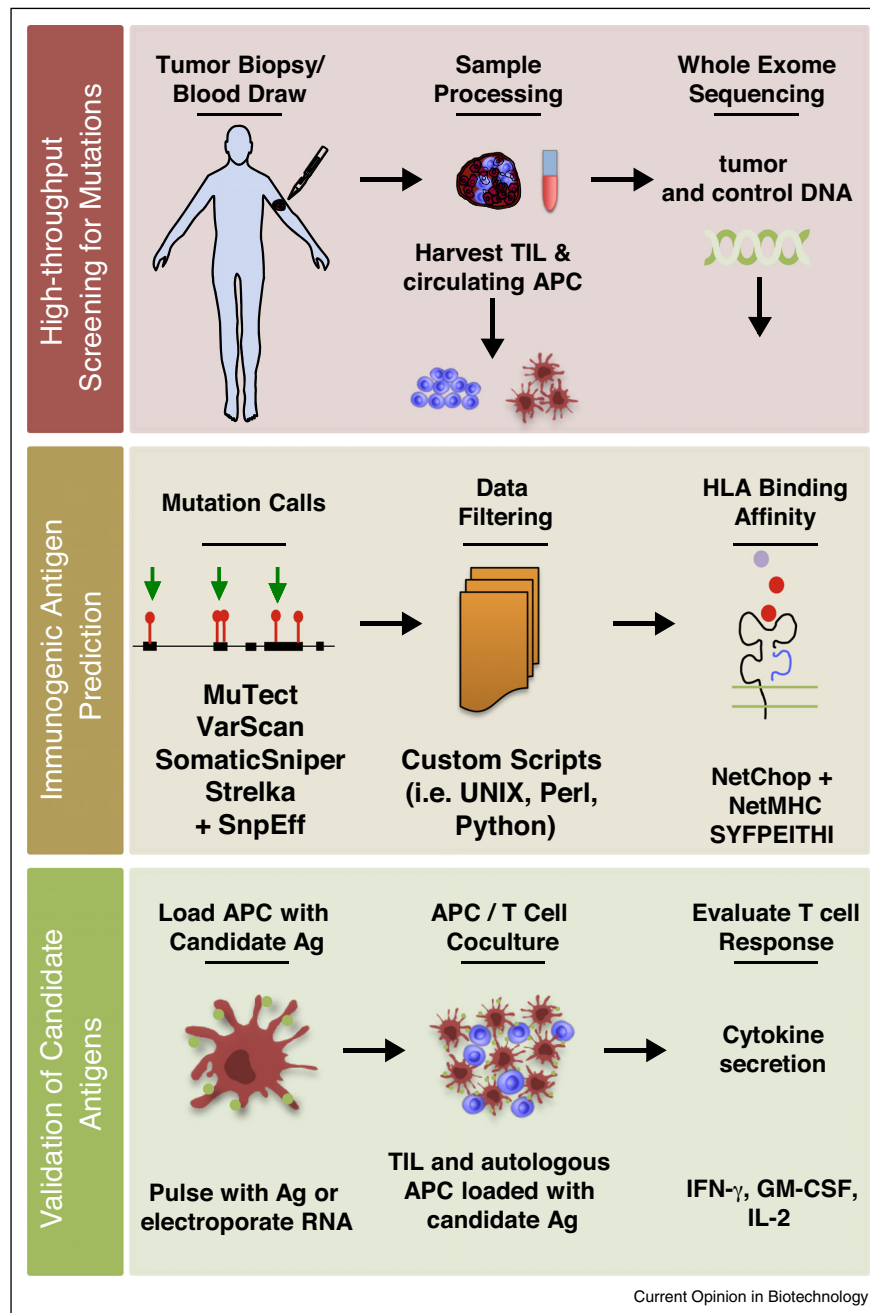 High-throughput
Screening for Mutations
Tumor Biopsy/
Blood Draw
Sample
Processing
Harvest TIL &
circulating APC
Whole Exome
Sequencing
tumor
and control DNA
Immunogenic Antigen
Prediction
Mutation Calls
MuTect
VarScan
SomaticSniper
Strelka
+ SnpEff
Data
Filtering
Custom Scripts
(i.e. UNIX, Perl,
Python)
HLA Binding
Affinity
NetChop +
NetMHC
SYFPEITHI
Validation of Candidate
Antigens
Load APC with
Candidate Ag
Pulse with Ag or
electroporate RNA
APC / T Cell
Coculture
TIL and autologous
APC loaded with
candidate Ag
Evaluate T cell
Response
Cytokine
secretion
IFN-γ, GM-CSF,
IL-2
Current Opinion in Biotechnology